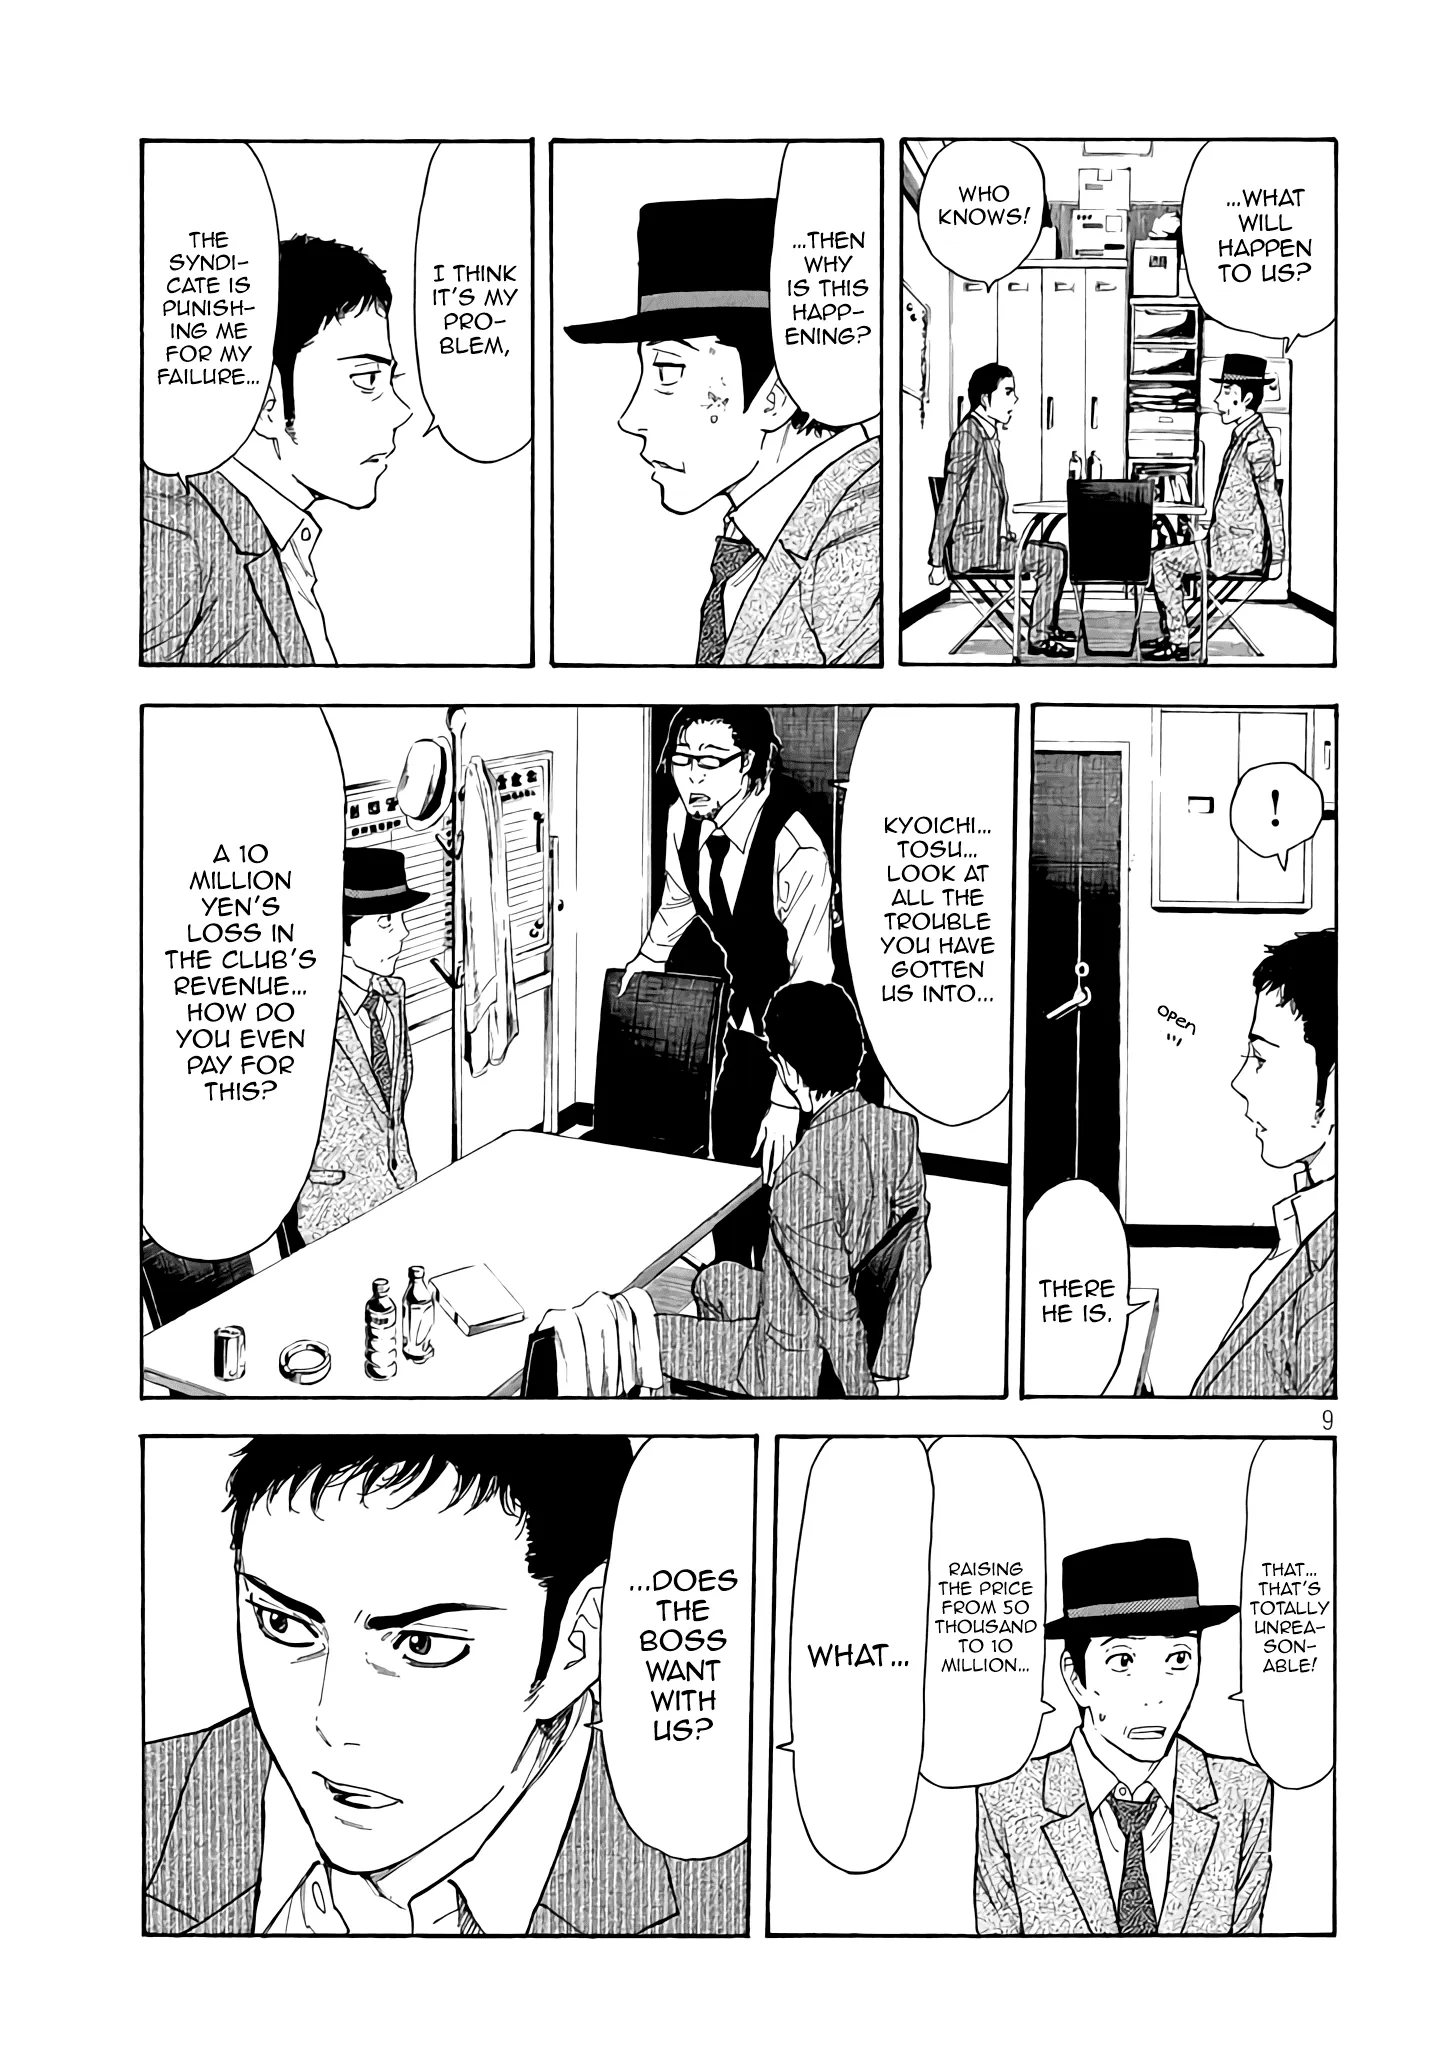 ...WHAT
WILL
HAPPEN
TO US?
WHO
KNOWS!
...THEN
WHY
IS THIS
HAPP-
ENING?
I THINK
IT'S MY
PRO-
BLEM,
THE
SYNDI-
CATE IS
PUNISH-
ING ME
FOR MY
FAILURE...
!
open
THERE
HE IS.
KYOICHI...
TOSU...
LOOK AT
ALL THE
TROUBLE
YOU HAVE
GOTTEN
US INTO...
A 10
MILLION
YEN'S
LOSS IN
THE CLUB'S
REVENUE...
HOW DO
YOU EVEN
PAY FOR
THIS?
9
THAT...
THAT'S
TOTALLY
UNREA-
SON-
ABLE!
RAISING
THE PRICE
FROM 50
THOUSAND
TO 10
MILLION...
WHAT...
...DOES
THE
BOSS
WANT
WITH
US?